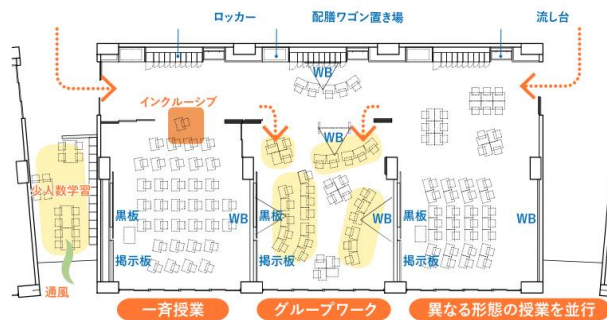 ロッカー
配膳ワゴン置き場
流し台
WB
インクルーシブ
WB
少人数学習
黒板
WB
黒板
WB
黒板
WB
掲示板
掲示板
掲示板
通風
一斉授業
グループワーク
異なる形態の授業を並行